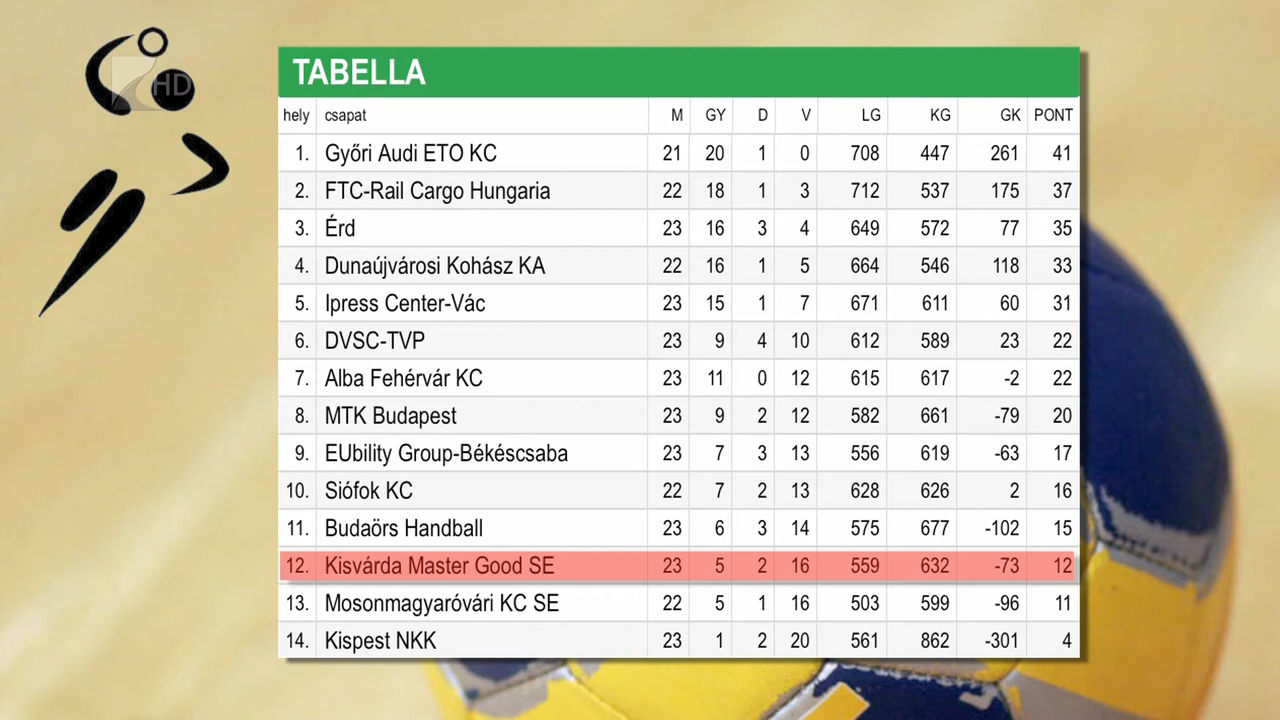 HD
TABELLA
hely csapat M GY D V LG KG GK PONT
1. Győri Audi ETO KC 21 20 1 0 708 447 261 41
2. FTC-Rail Cargo Hungaria 22 18 1 3 712 537 175 37
3. Érd 23 16 3 4 649 572 77 35
4. Dunaújvárosi Kohász KA 22 16 1 5 664 546 118 33
5. Ipress Center-Vác 23 15 1 7 671 611 60 31
6. DVSC-TVP 23 9 4 10 612 589 23 22
7. Alba Fehérvár KC 23 11 0 12 615 617 -2 22
8. MTK Budapest 23 9 2 12 582 661 -79 20
9. EUbility Group-Békéscsaba 23 7 3 13 556 619 -63 17
10. Siófok KC 22 7 2 13 628 626 2 16
11. Budaörs Handball 23 6 3 14 575 677 -102 15
12. Kisvárda Master Good SE 23 5 2 16 559 632 -73 12
13. Mosonmagyaróvári KC SE 22 5 1 16 503 599 -96 11
14. Kispest NKK 23 1 2 20 561 862 -301 4